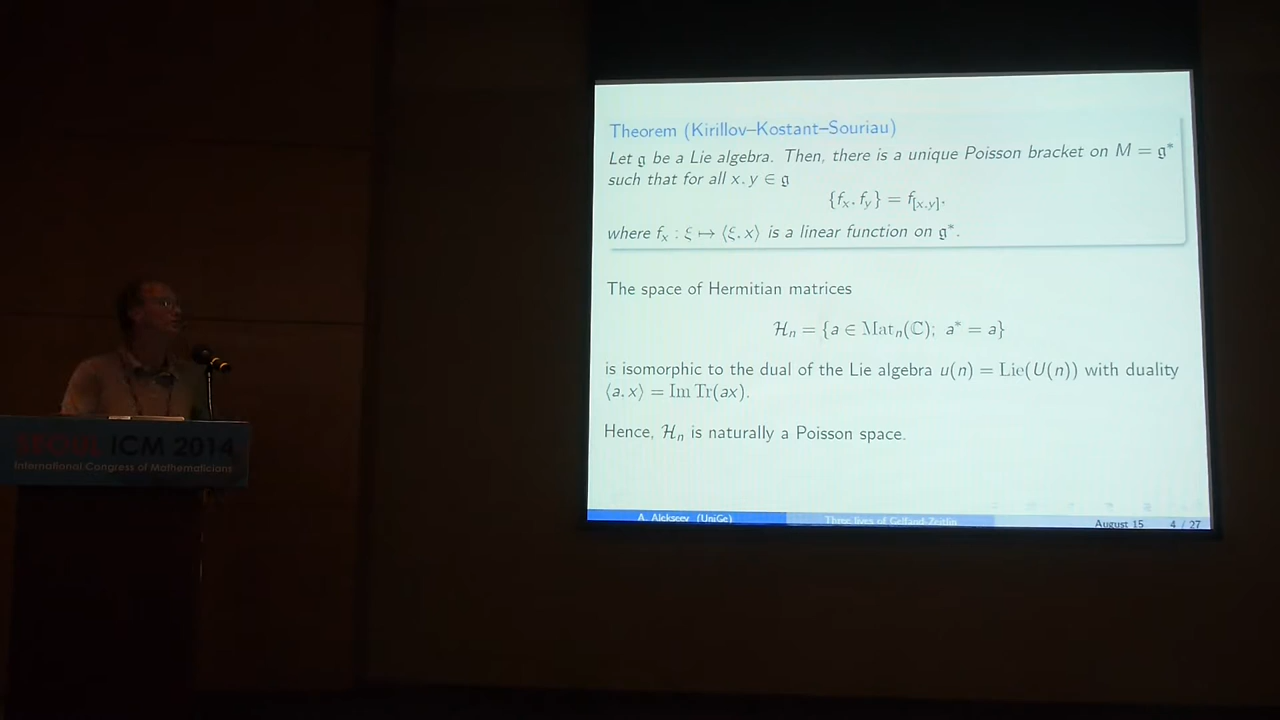 Theorem (Kirillov–Kostant–Souriau)
Let 𝔤 be a Lie algebra. Then, there is a unique Poisson bracket on M = 𝔤*
such that for all x, y ∈ 𝔤
{f_x, f_y} = f_[x,y],
where f_x : ξ ↦ ⟨ξ, x⟩ is a linear function on 𝔤*.
The space of Hermitian matrices
ℋ_n = {a ∈ Mat_n(ℂ); a* = a}
is isomorphic to the dual of the Lie algebra u(n) = Lie(U(n)) with duality
⟨a, x⟩ = Im Tr(ax).
Hence, ℋ_n is naturally a Poisson space.
A. Alekseev (UniGe) Three lives of Gelfand-Zeitlin August 15 4 / 27
SEOUL ICM 2014
International Congress of Mathematicians